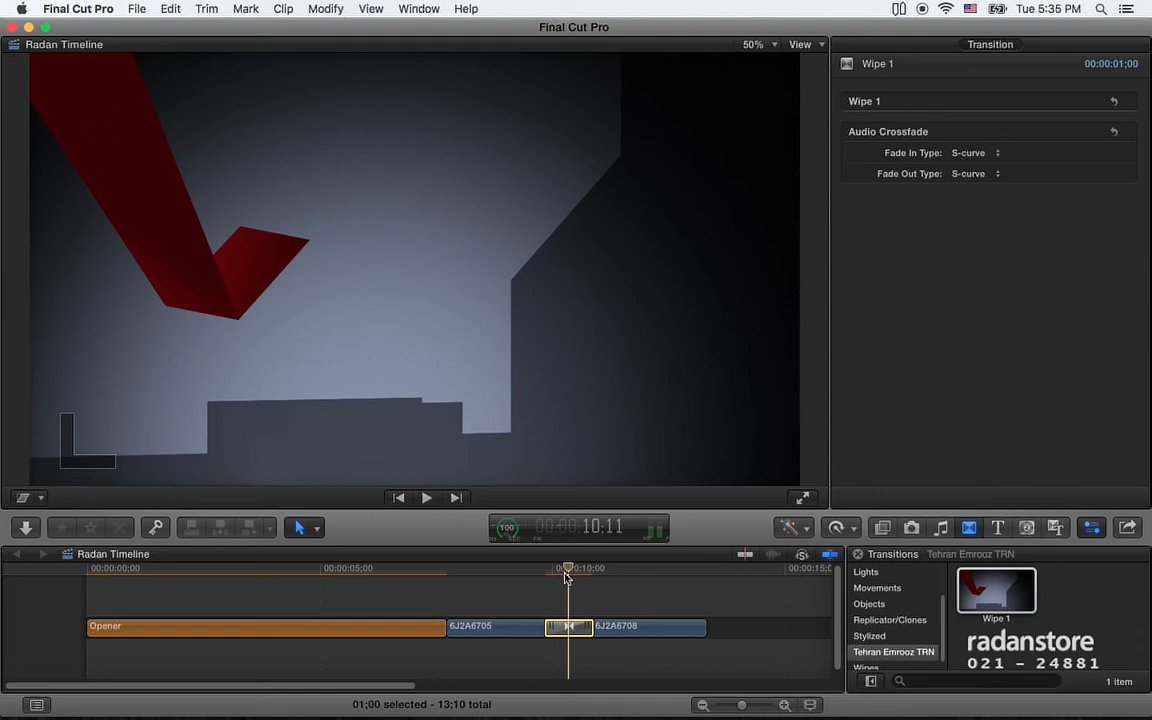 Final Cut Pro File Edit Trim Mark Clip Modify View Window Help Tue 5:35 PM
Final Cut Pro
Radan Timeline 50% View Transition
Wipe 1 00:00:01;00
Wipe 1
Audio Crossfade
Fade In Type: S-curve
Fade Out Type: S-curve
100 10:11
Radan Timeline Transitions Tehran Emrooz TRN
00:00:00;00 00:00:05;00 00:00:10;00
Lights
Movements
Objects
Replicator/Clones
Stylized
Tehran Emrooz TRN
Wipes
Wipe 1
Opener 6J2A6705 6J2A6708
radanstore
021 - 24881
1 item
01;00 selected - 13;10 total